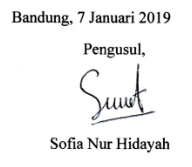 Bandung, 7 Januari 2019
Pengusul,
Sofia Nur Hidayah